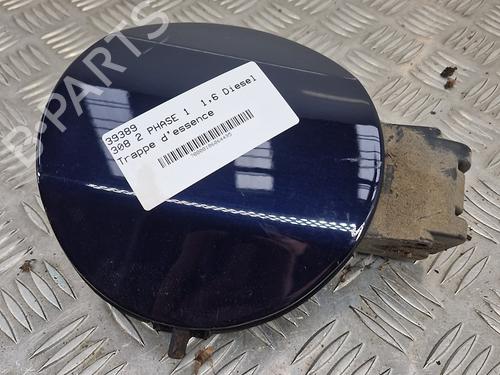 39389
308 2 PHASE 1 1,6 Diesel
Trappe d'essence
B-PARTS